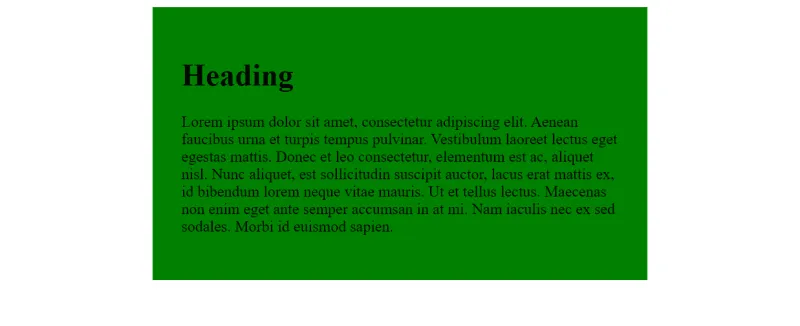 Heading
Lorem ipsum dolor sit amet, consectetur adipiscing elit. Aenean
faucibus urna et turpis tempus pulvinar. Vestibulum laoreet lectus eget
egestas mattis. Donec et leo consectetur, elementum est ac, aliquet
nisl. Nunc aliquet, est sollicitudin suscipit auctor, lacus erat mattis ex,
id bibendum lorem neque vitae mauris. Ut et tellus lectus. Maecenas
non enim eget ante semper accumsan in at mi. Nam iaculis nec ex sed
sodales. Morbi id euismod sapien.